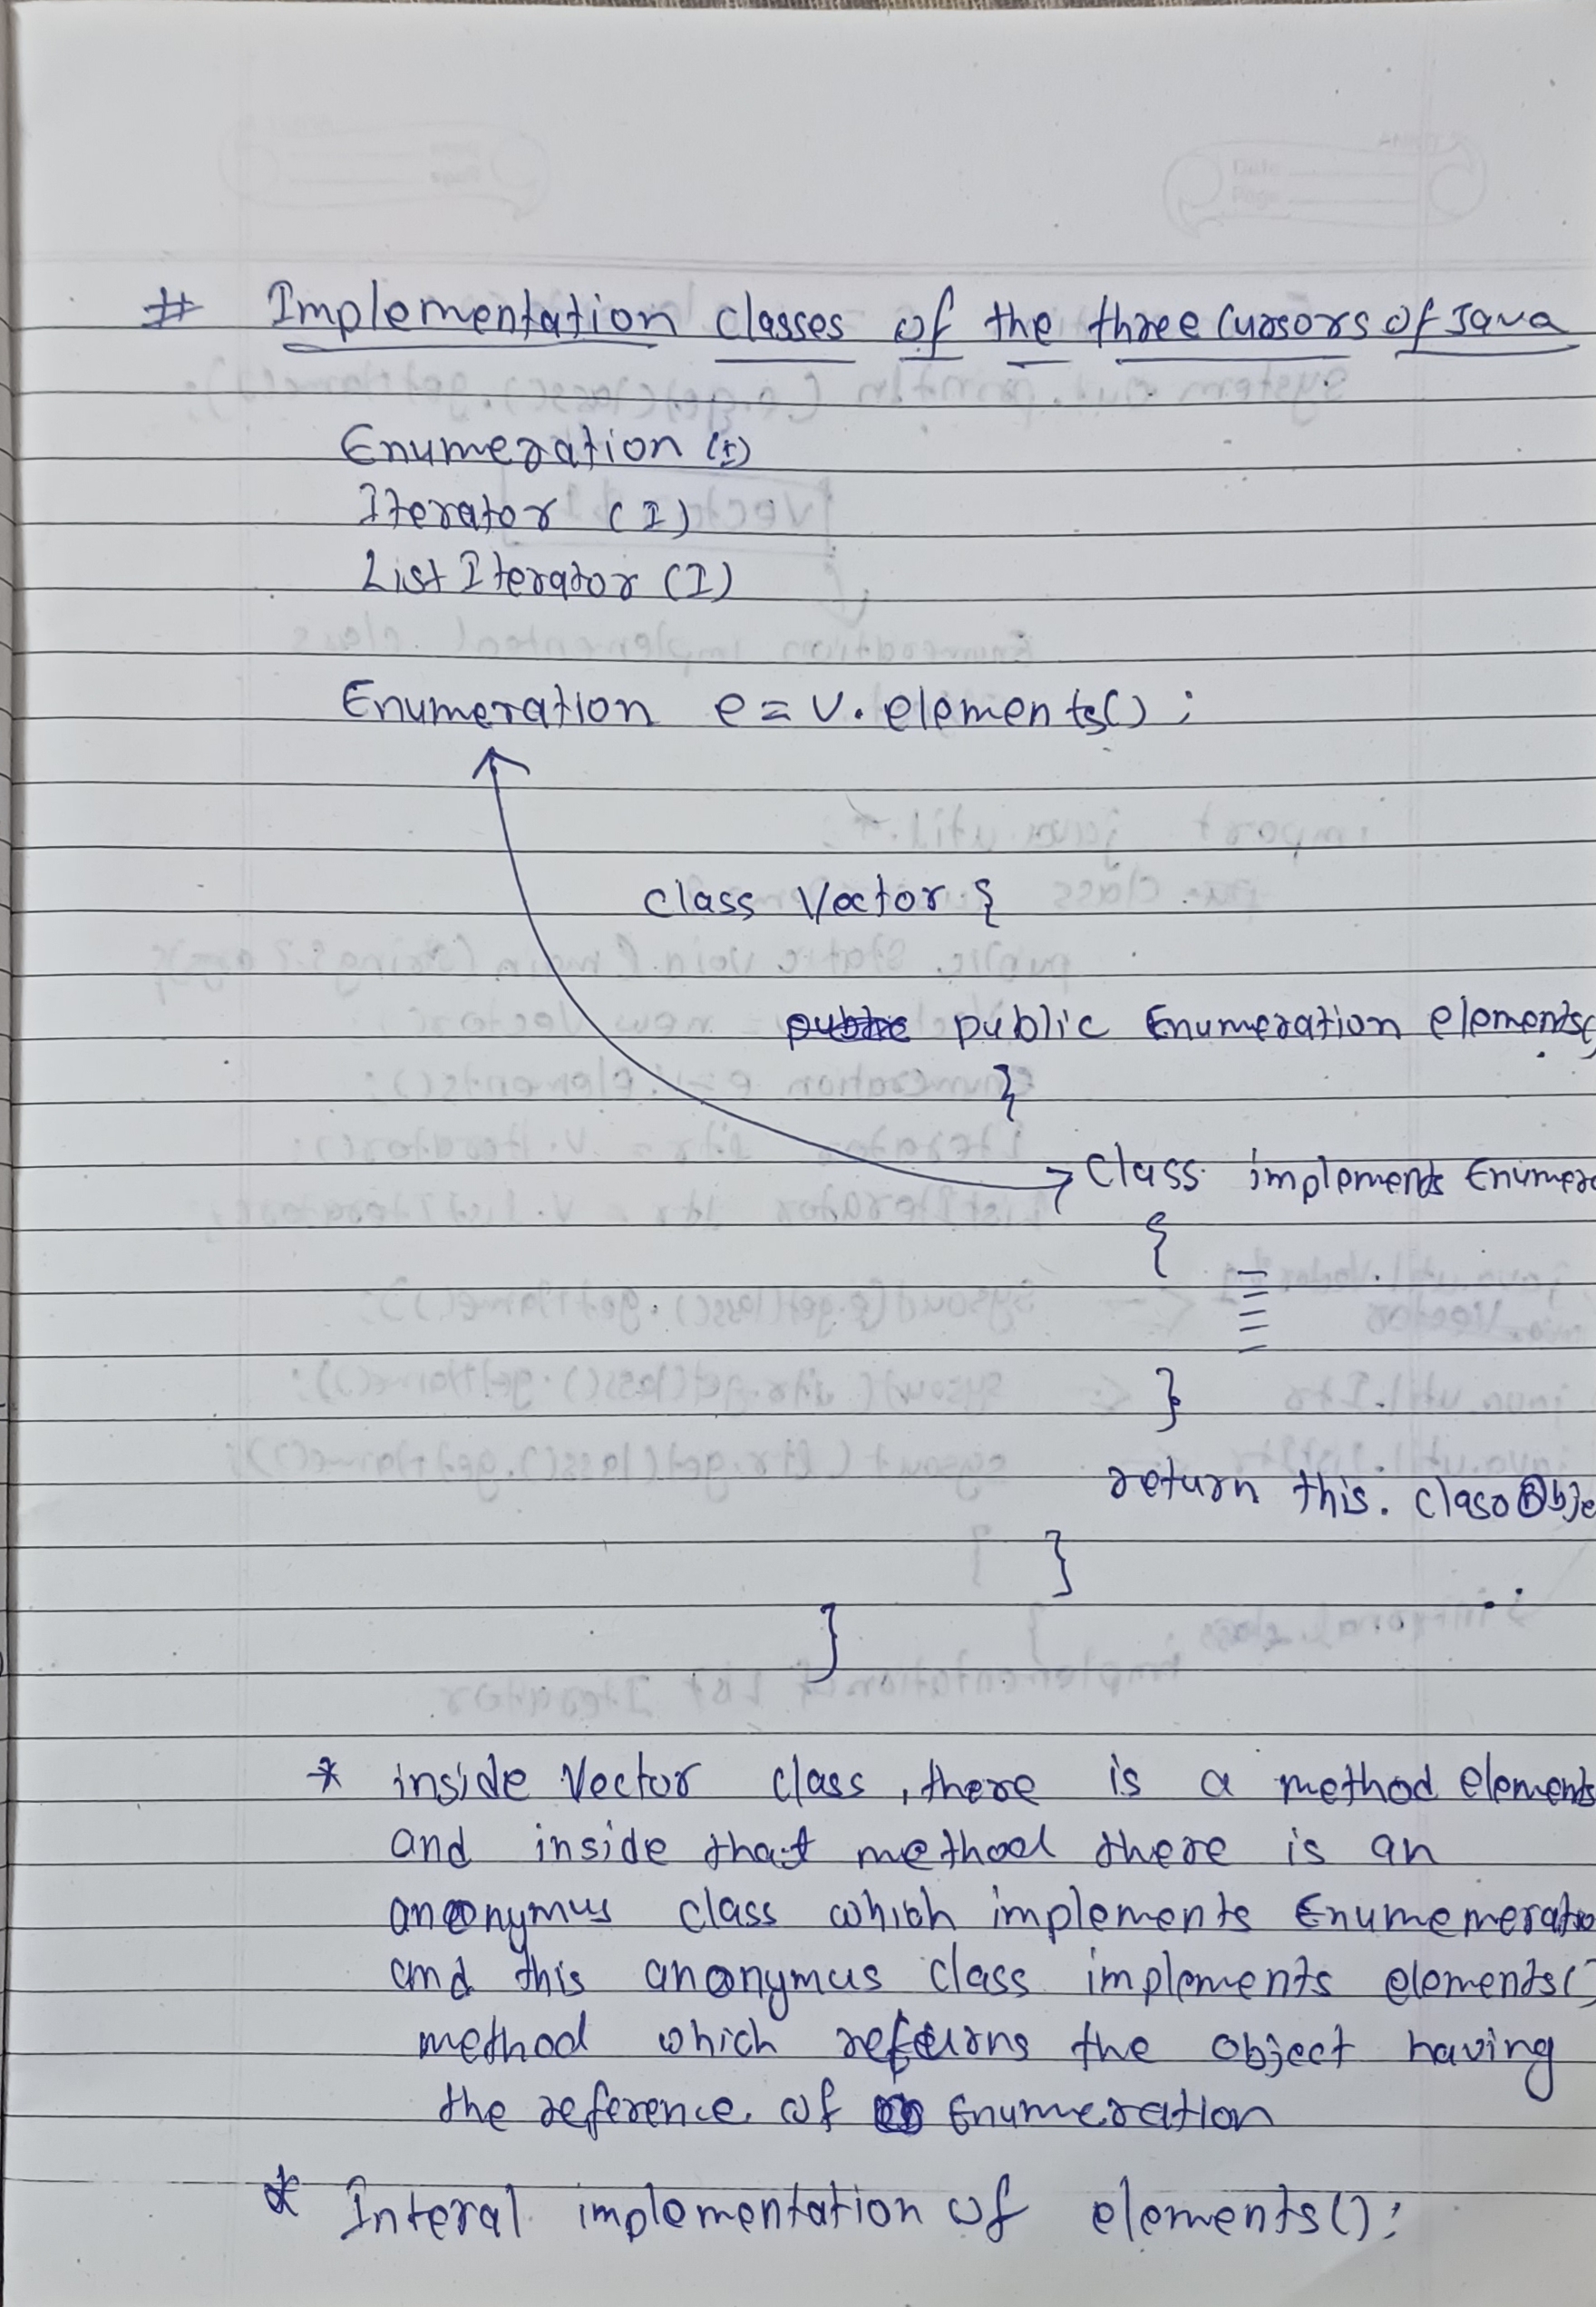 # Implementation classes of the three Cursors of Java
Enumeration (I)
Iterator (I)
List Iterator (I)
Enumeration e = v. elements() ;
class Vector {
public public Enumeration elements(
}
Class implements Enumera
{
}
return this. class Obje
}
}
* inside Vector class, there is a method elements
and inside that method there is an
anonymus class which implements Enumemeratio
and this anonymus class implements elements()
method which returns the object having
the reference of Enumeration
* Interal implementation of elements():